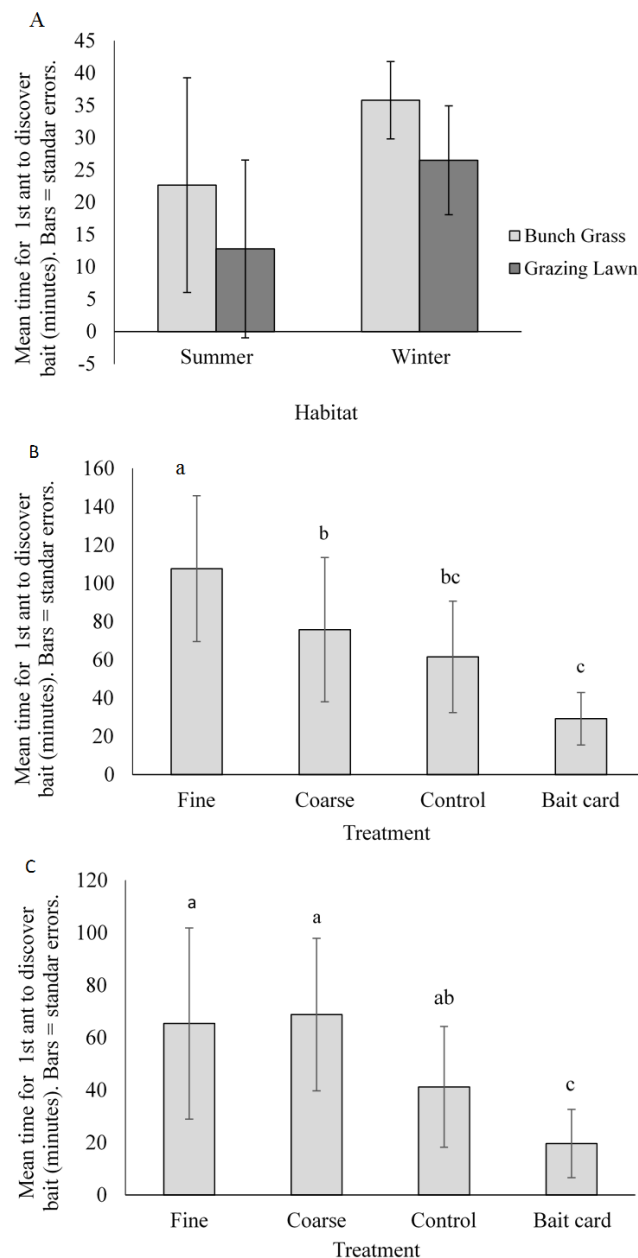 A
Mean time for 1st ant to discover
bait (minutes). Bars = standar errors.
45
40
35
30
25
20
15
10
5
0
-5
Summer
Winter
Habitat
Bunch Grass
Grazing Lawn
B
Mean time for 1st ant to discover
bait (minutes). Bars = standar errors.
160
140
120
100
80
60
40
20
0
a
b
bc
c
Fine
Coarse
Control
Bait card
Treatment
C
Mean time for 1st ant to discover
bait (minutes). Bars = standar errors.
120
100
80
60
40
20
0
a
a
ab
c
Fine
Coarse
Control
Bait card
Treatment